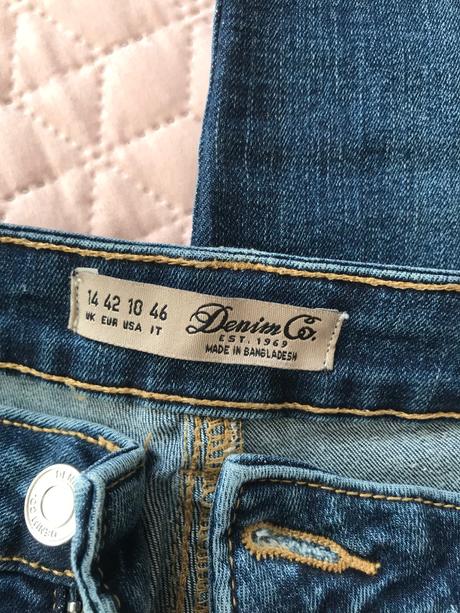 14 42 10 46
UK EUR USA IT
Denim Co.
EST. 1969
MADE IN BANGLADESH